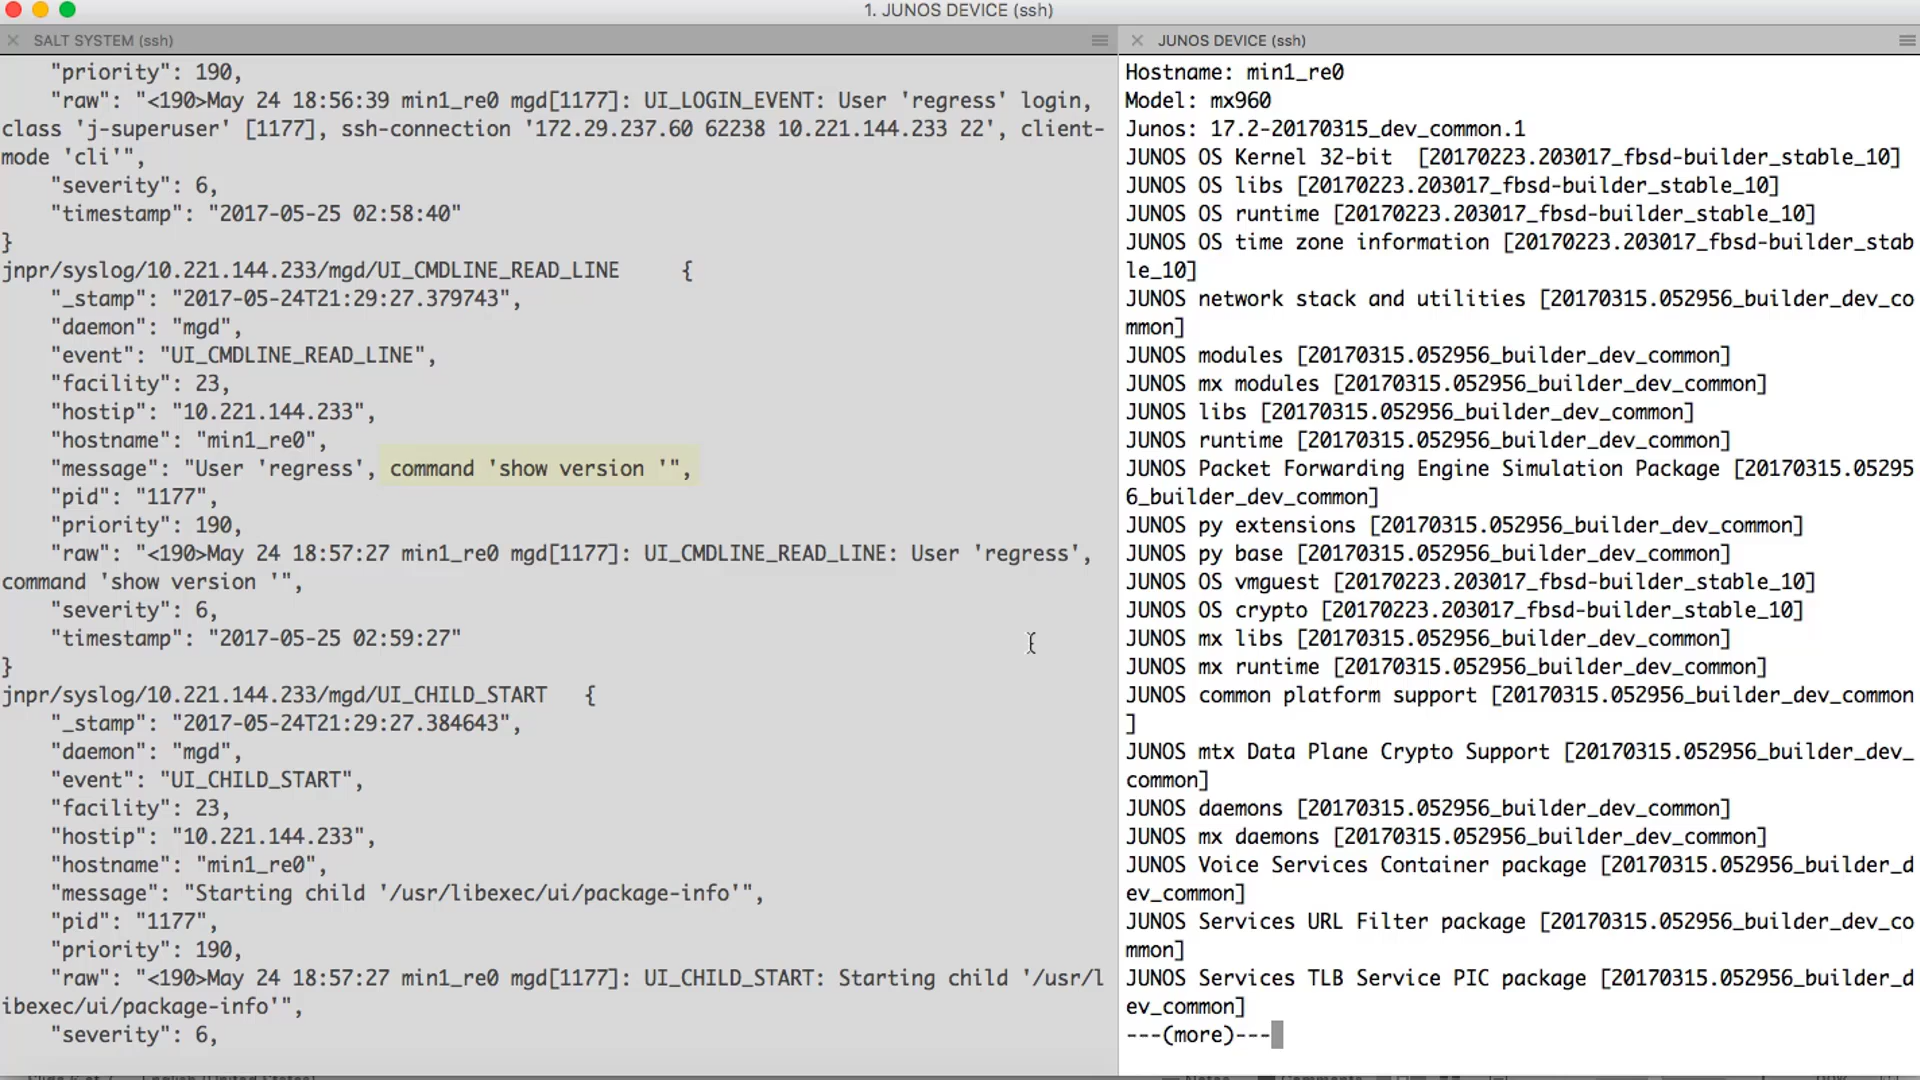 1. JUNOS DEVICE (ssh)
SALT SYSTEM (ssh)
"priority": 190,
"raw": "<190>May 24 18:56:39 min1_re0 mgd[1177]: UI_LOGIN_EVENT: User 'regress' login,
class 'j-superuser' [1177], ssh-connection '172.29.237.60 62238 10.221.144.233 22', client-
mode 'cli'",
"severity": 6,
"timestamp": "2017-05-25 02:58:40"
}
jnpr/syslog/10.221.144.233/mgd/UI_CMDLINE_READ_LINE {
"_stamp": "2017-05-24T21:29:27.379743",
"daemon": "mgd",
"event": "UI_CMDLINE_READ_LINE",
"facility": 23,
"hostip": "10.221.144.233",
"hostname": "min1_re0",
"message": "User 'regress', command 'show version '",
"pid": "1177",
"priority": 190,
"raw": "<190>May 24 18:57:27 min1_re0 mgd[1177]: UI_CMDLINE_READ_LINE: User 'regress',
command 'show version '",
"severity": 6,
"timestamp": "2017-05-25 02:59:27"
}
jnpr/syslog/10.221.144.233/mgd/UI_CHILD_START {
"_stamp": "2017-05-24T21:29:27.384643",
"daemon": "mgd",
"event": "UI_CHILD_START",
"facility": 23,
"hostip": "10.221.144.233",
"hostname": "min1_re0",
"message": "Starting child '/usr/libexec/ui/package-info'",
"pid": "1177",
"priority": 190,
"raw": "<190>May 24 18:57:27 min1_re0 mgd[1177]: UI_CHILD_START: Starting child '/usr/l
ibexec/ui/package-info'",
"severity": 6,
JUNOS DEVICE (ssh)
Hostname: min1_re0
Model: mx960
Junos: 17.2-20170315_dev_common.1
JUNOS OS Kernel 32-bit [20170223.203017_fbsd-builder_stable_10]
JUNOS OS libs [20170223.203017_fbsd-builder_stable_10]
JUNOS OS runtime [20170223.203017_fbsd-builder_stable_10]
JUNOS OS time zone information [20170223.203017_fbsd-builder_stab
le_10]
JUNOS network stack and utilities [20170315.052956_builder_dev_co
mmon]
JUNOS modules [20170315.052956_builder_dev_common]
JUNOS mx modules [20170315.052956_builder_dev_common]
JUNOS libs [20170315.052956_builder_dev_common]
JUNOS runtime [20170315.052956_builder_dev_common]
JUNOS Packet Forwarding Engine Simulation Package [20170315.05295
6_builder_dev_common]
JUNOS py extensions [20170315.052956_builder_dev_common]
JUNOS py base [20170315.052956_builder_dev_common]
JUNOS OS vmguest [20170223.203017_fbsd-builder_stable_10]
JUNOS OS crypto [20170223.203017_fbsd-builder_stable_10]
JUNOS mx libs [20170315.052956_builder_dev_common]
JUNOS mx runtime [20170315.052956_builder_dev_common]
JUNOS common platform support [20170315.052956_builder_dev_common
]
JUNOS mtx Data Plane Crypto Support [20170315.052956_builder_dev_
common]
JUNOS daemons [20170315.052956_builder_dev_common]
JUNOS mx daemons [20170315.052956_builder_dev_common]
JUNOS Voice Services Container package [20170315.052956_builder_d
ev_common]
JUNOS Services URL Filter package [20170315.052956_builder_dev_co
mmon]
JUNOS Services TLB Service PIC package [20170315.052956_builder_d
ev_common]
---(more)---